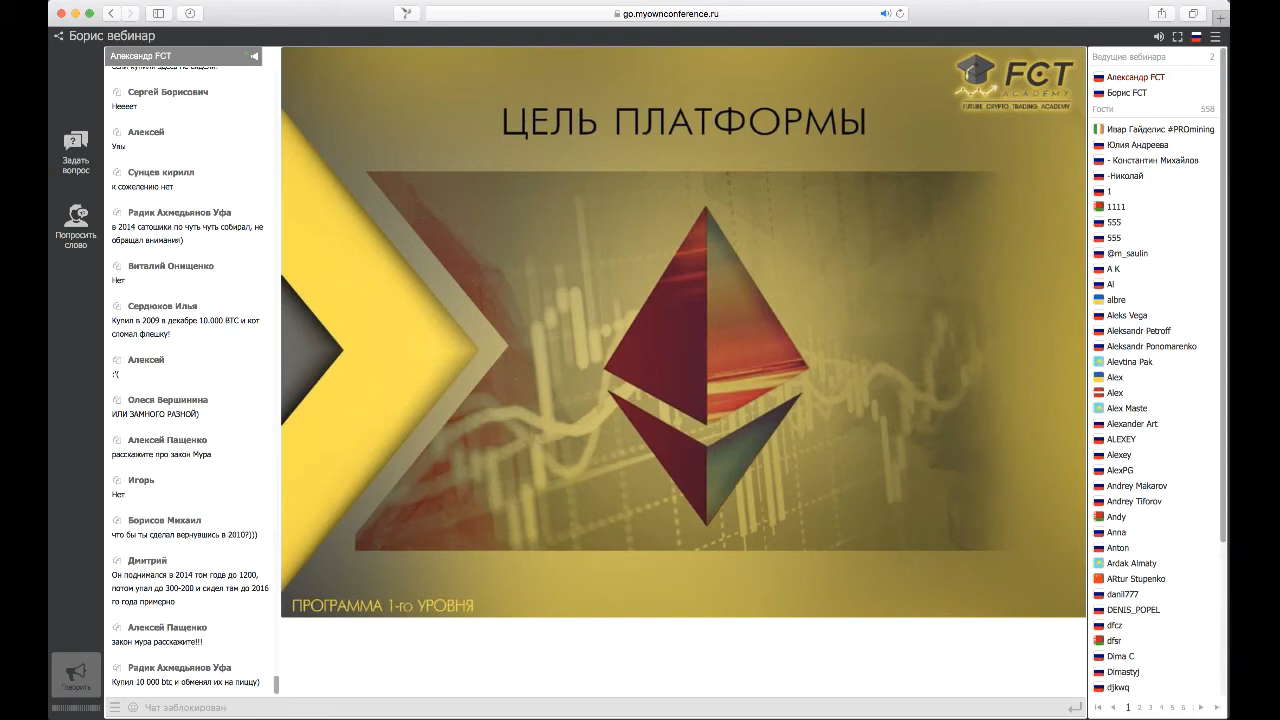 go.myownconference.ru
Борис вебинар
Задать
вопрос
Попросить
слово
Говорить
Александр FCT
Сергей Борисович
Нееееет
Алексей
Увы
Сунцев кирилл
к сожелению нет
Радик Ахмедьянов Уфа
в 2014 сатошики по чуть чуть собирал, не
обращал внимания)
Виталий Онищенко
Нет
Сердюков Илья
Купил в 2009 в декабре 10.000 BTC и кот
сломал флешку!
Алексей
:'(
Олеся Вершинина
ИЛИ ЗАМНОГО РАЗНОЙ)
Алексей Пащенко
расскажите про закон Мура
Игорь
Нет
Борисов Михаил
что бы ты сделал вернувшись в 2010?)))
Дмитрий
Он поднимался в 2014 том годв до 1200,
потом упал до 300-200 и сидел там до 2016
го года примерно
Алексей Пащенко
закон мура расскажите!!!
Радик Ахмедьянов Уфа
Купил 10 000 btc и обменял их на пиццу)
Чат заблокирован
FCT
ACADEMY
FUTURE CRYPTO TRADING ACADEMY
ЦЕЛЬ ПЛАТФОРМЫ
ПРОГРАММА 1-го УРОВНЯ
Ведущие вебинара 2
Александр FCT
Борис FCT
Гости 558
Ивар Гайделис #PROmining
Юлия Андреева
- Константин Михайлов
-Николай
1
1111
555
555
@m_saulin
A K
Al
albre
Aleks Vega
Aleksandr Petroff
Aleksandr Ponomarenko
Alevtina Pak
Alex
Alex
Alex Maste
Alexander Art
ALEXEY
Alexey
AlexPG
Andrey Makarov
Andrey Tiforov
Andy
Anna
Anton
Ardak Almaty
ARtur Stupenko
danil777
DENIS_POPEL
dfcz
dfsr
Dima C
Dimastyj
djkwq
1 2 3 4 5 6